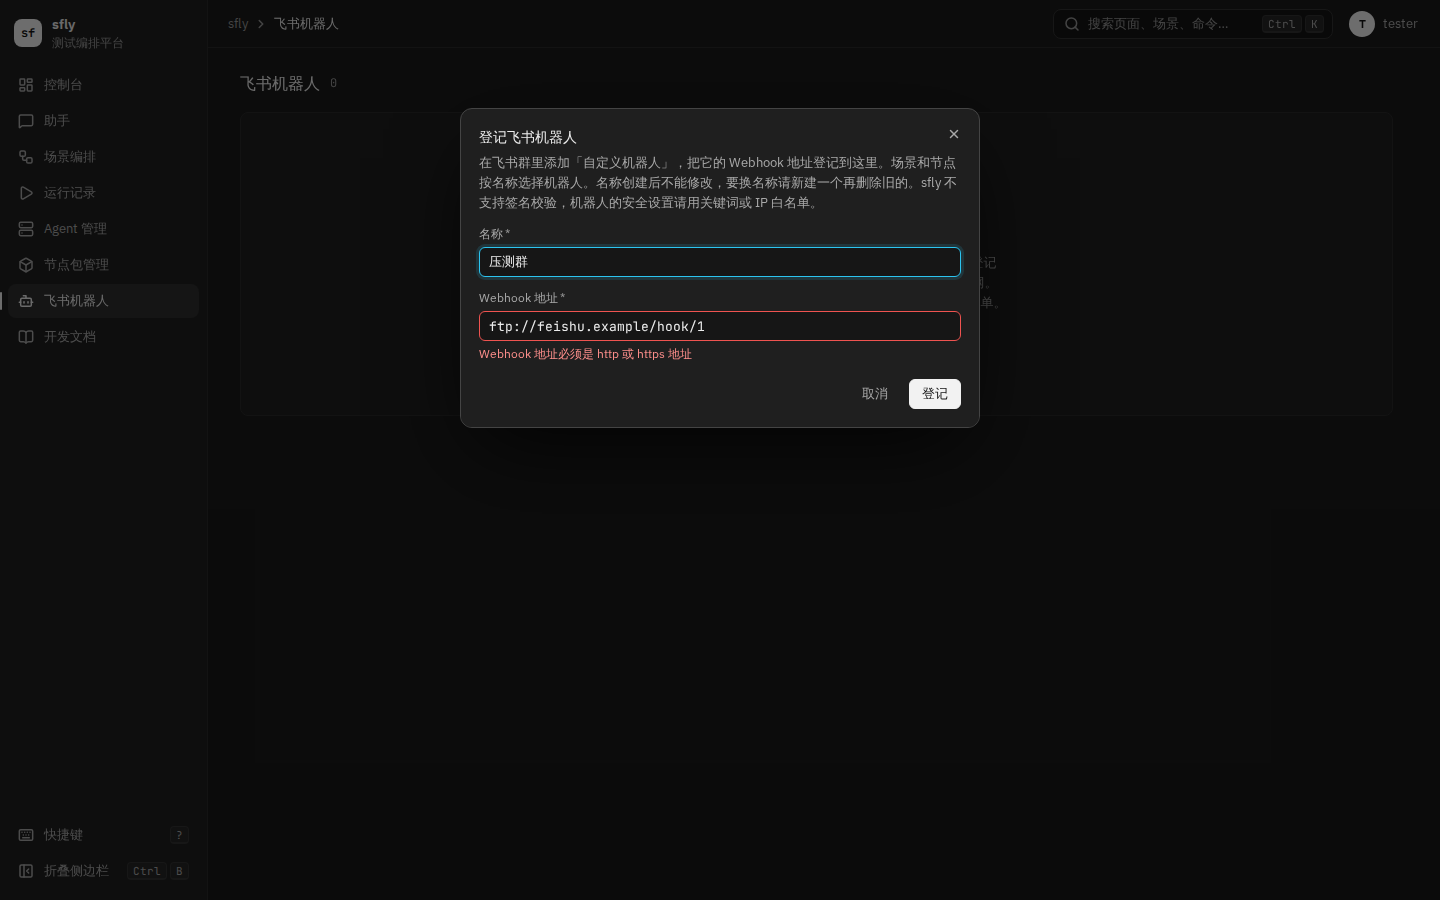 sf
sfly
测试编排平台
控制台
助手
场景编排
运行记录
Agent 管理
节点包管理
飞书机器人
开发文档
快捷键
?
折叠侧边栏
Ctrl B
sfly > 飞书机器人
搜索页面、场景、命令...
Ctrl K
T
tester
飞书机器人 0
登记飞书机器人
在飞书群里添加「自定义机器人」，把它的 Webhook 地址登记到这里。场景和节点
按名称选择机器人。名称创建后不能修改，要换名称请新建一个再删除旧的。sfly 不
支持签名校验，机器人的安全设置请用关键词或 IP 白名单。
名称 *
压测群
Webhook 地址 *
ftp://feishu.example/hook/1
Webhook 地址必须是 http 或 https 地址
取消
登记
记
单。